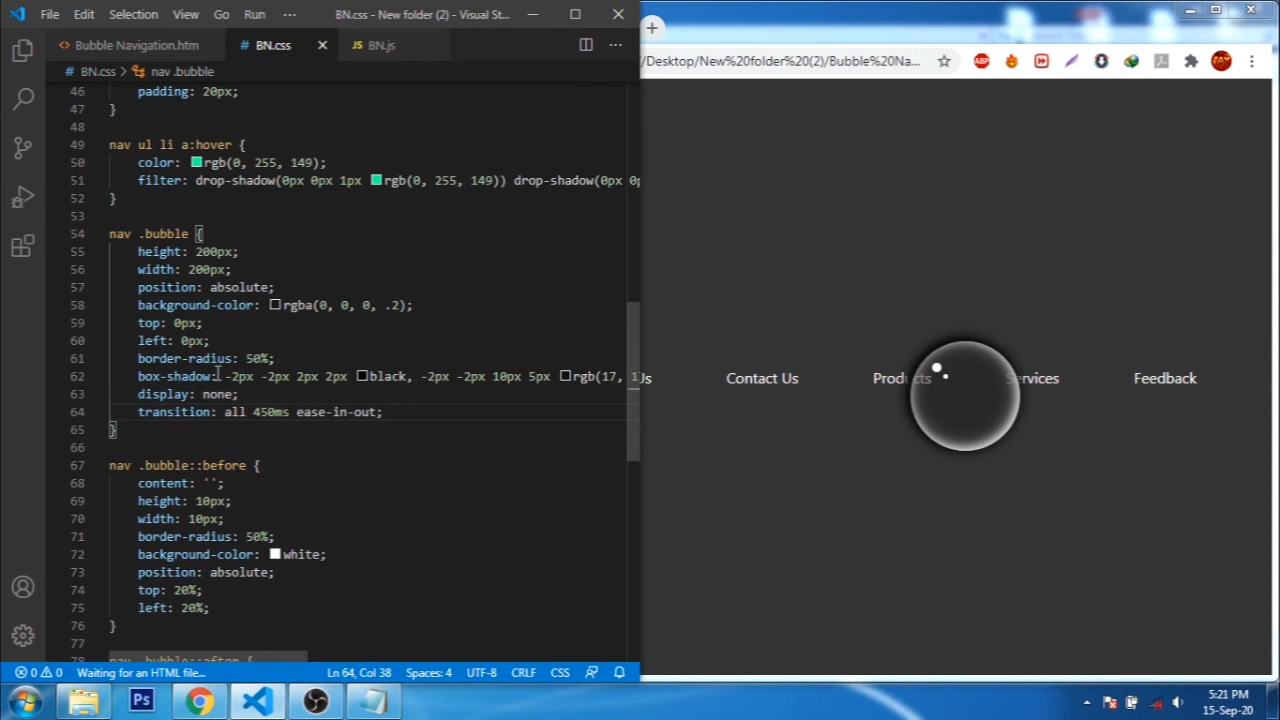 File Edit Selection View Go Run ··· BN.css - New folder (2) - Visual St...
Bubble Navigation.htm # BN.css JS BN.js
# BN.css > nav .bubble
/Desktop/New%20folder%20(2)/Bubble%20Na...
ABP
46 padding: 20px;
47 }
48
49 nav ul li a:hover {
50 color: rgb(0, 255, 149);
51 filter: drop-shadow(0px 0px 1px rgb(0, 255, 149)) drop-shadow(0px 0p
52 }
53
54 nav .bubble {
55 height: 200px;
56 width: 200px;
57 position: absolute;
58 background-color: rgba(0, 0, 0, .2);
59 top: 0px;
60 left: 0px;
61 border-radius: 50%;
62 box-shadow: -2px -2px 2px 2px black, -2px -2px 10px 5px rgb(17, 1
63 display: none;
64 transition: all 450ms ease-in-out;
65 }
66
67 nav .bubble::before {
68 content: '';
69 height: 10px;
70 width: 10px;
71 border-radius: 50%;
72 background-color: white;
73 position: absolute;
74 top: 20%;
75 left: 20%;
76 }
77
78 nav .bubble::after {
Us Contact Us Products Services Feedback
0 0 Waiting for an HTML file... Ln 64, Col 38 Spaces: 4 UTF-8 CRLF CSS
Ps
5:21 PM
15-Sep-20